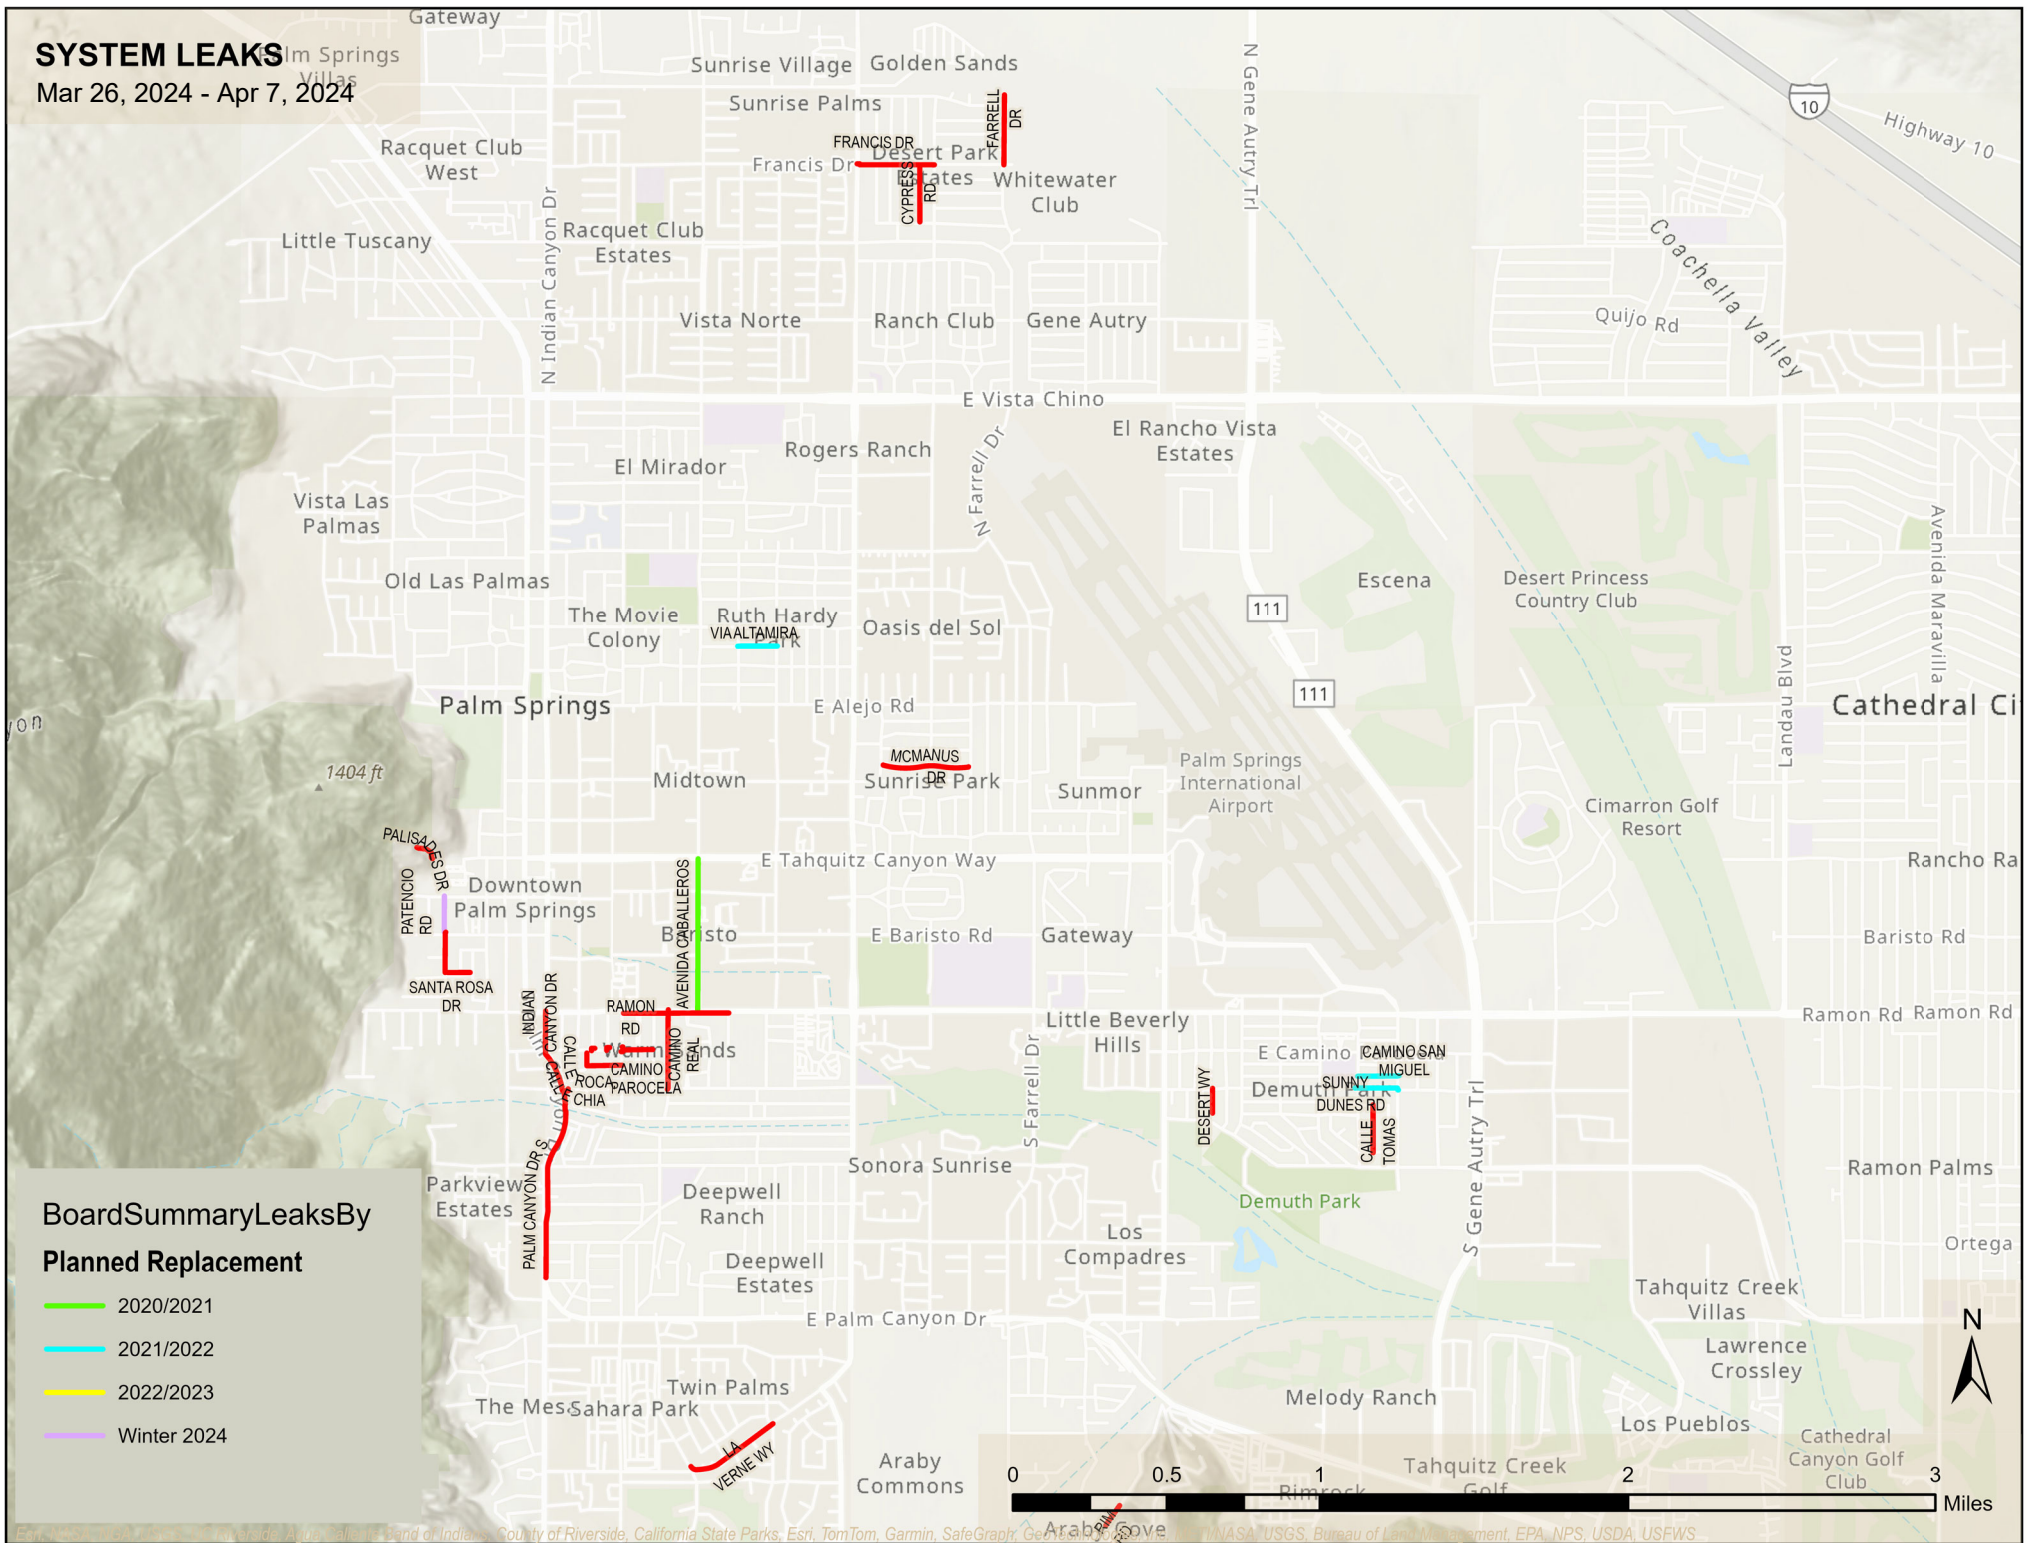 SYSTEM LEAKS
Mar 26, 2024 - Apr 7, 2024
Gateway
Palm Springs
Villas
Sunrise Village
Golden Sands
Sunrise Palms
FARRELL
DR
N Gene Autry Trl
10
Highway 10
Racquet Club
West
FRANCIS DR
Francis Dr
Desert Park
Estates
CYPRESS
RD
Whitewater
Club
Little Tuscany
N Indian Canyon Dr
Racquet Club
Estates
Coachella Valley
Vista Norte
Ranch Club
Gene Autry
Quijo Rd
E Vista Chino
El Rancho Vista
Estates
Rogers Ranch
N Farrell Dr
El Mirador
Vista Las
Palmas
Avenida Maravilla
Old Las Palmas
The Movie
Colony
Ruth Hardy
Park
VIA ALTAMIRA
Oasis del Sol
111
Escena
Desert Princess
Country Club
Landau Blvd
111
Palm Springs
E Alejo Rd
Cathedral Ci
yon
1404 ft
Midtown
MCMANUS
DR
Sunrise Park
Sunmor
Palm Springs
International
Airport
Cimarron Golf
Resort
PALISADES DR
E Tahquitz Canyon Way
Rancho Ra
PATENCIO
RD
Downtown
Palm Springs
AVENIDA CABALLEROS
Baristo
E Baristo Rd
Gateway
Baristo Rd
SANTA ROSA
DR
INDIAN
CANYON DR
RAMON
RD
Little Beverly
Hills
Ramon Rd
Ramon Rd
CALLE
ROCA
CAMINO
PAROCELA
CAMINO
REAL
CALLE
CHIA
S Farrell Dr
DESERT WY
CAMINO SAN
MIGUEL
SUNNY
DUNES RD
Demuth Park
CALLE
TOMAS
S Gene Autry Trl
PALM CANYON DR S
Parkview
Estates
Deepwell
Ranch
Sonora Sunrise
Demuth Park
Ramon Palms
Los
Compadres
Ortega
Deepwell
Estates
E Palm Canyon Dr
Tahquitz Creek
Villas
Lawrence
Crossley
BoardSummaryLeaksBy
Planned Replacement
2020/2021
2021/2022
2022/2023
Winter 2024
The Mesa
Sahara Park
Twin Palms
LA
VERNE WY
Araby
Commons
Melody Ranch
Los Pueblos
Tahquitz Creek
Golf
Cathedral
Canyon Golf
Club
Rimrock
Araby Cove
N
0
0.5
1
2
3
Miles